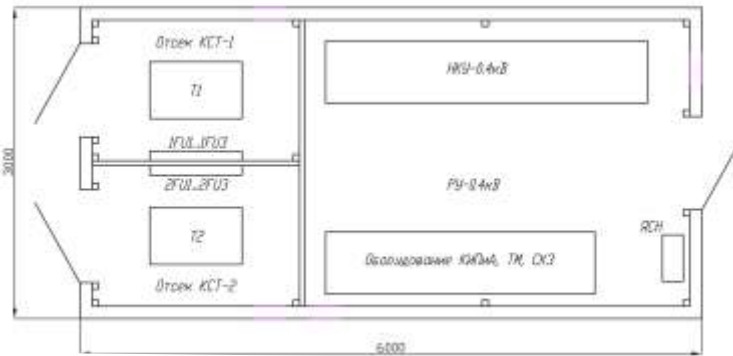 Отсек КСТ-1
НКУ-0.4кВ
Т1
1FU1..1FU3
3000
2FU1..2FU3
РУ-0.4кВ
ЯСН
Т2
Оборудование КИПиА, ТМ, СКЗ
Отсек КСТ-2
6000